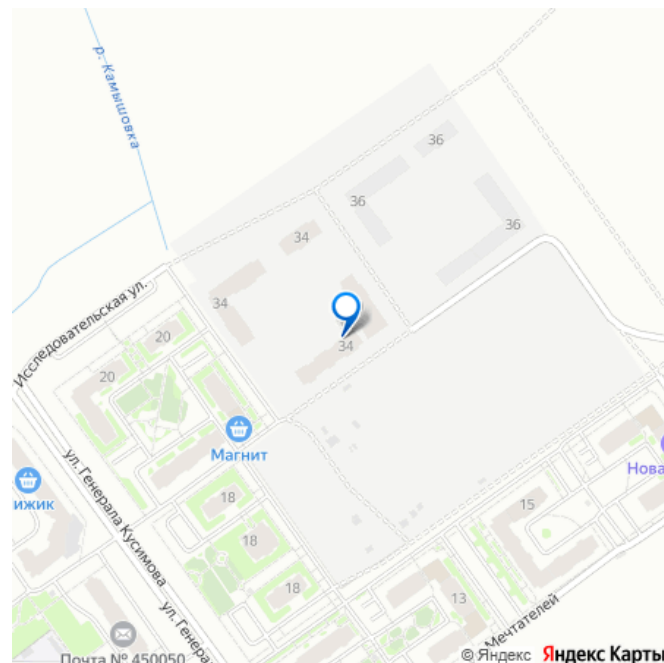 р. Камышовка
36
36
36
34
34
34
Исследовательская ул.
20
20
Магнит
ижик
ул. Генерала Кусимова
18
18
18
15
Нова
13
ул. Генера
Мечтателей
Почта № 450050
© Яндекс Яндекс Карты